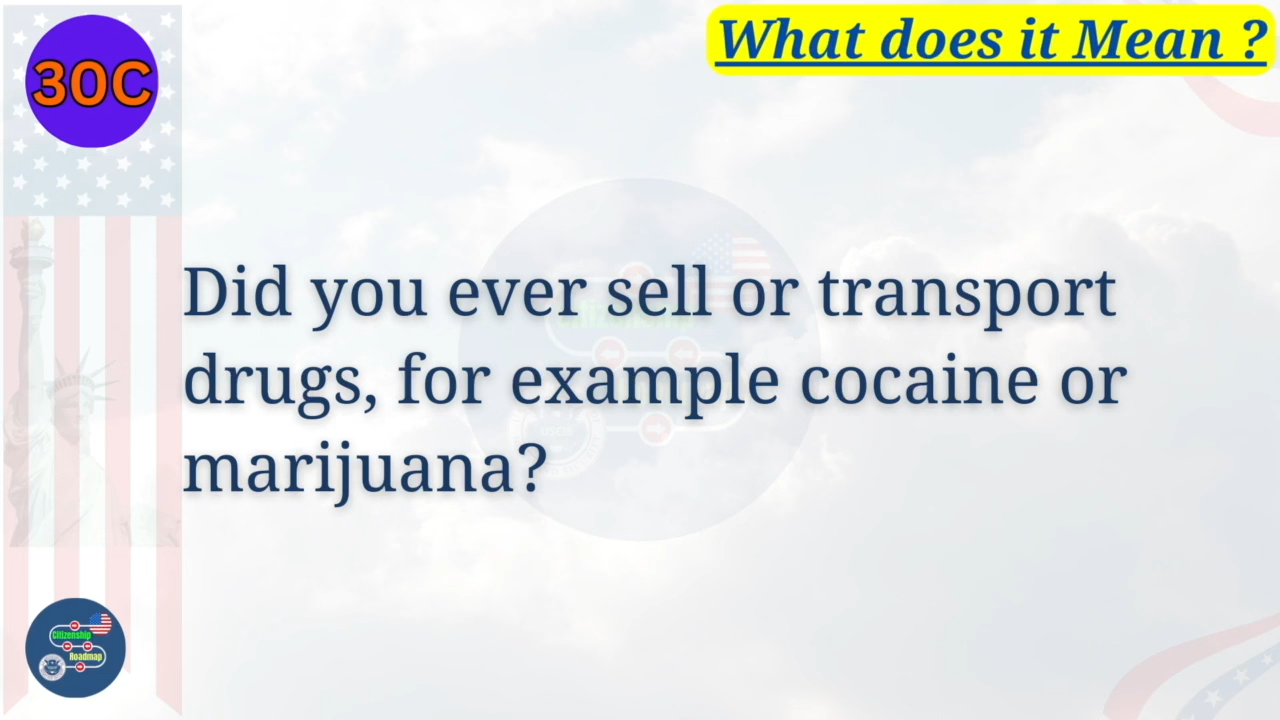 30C
What does it Mean ?
Did you ever sell or transport
drugs, for example cocaine or
marijuana?
Citizenship
Roadmap